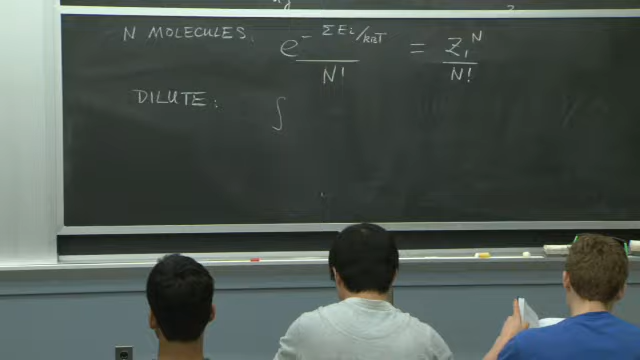 N MOLECULES. e^{-ΣEi/kBT}/N! = Z₁^N/N!
DILUTE: ∫